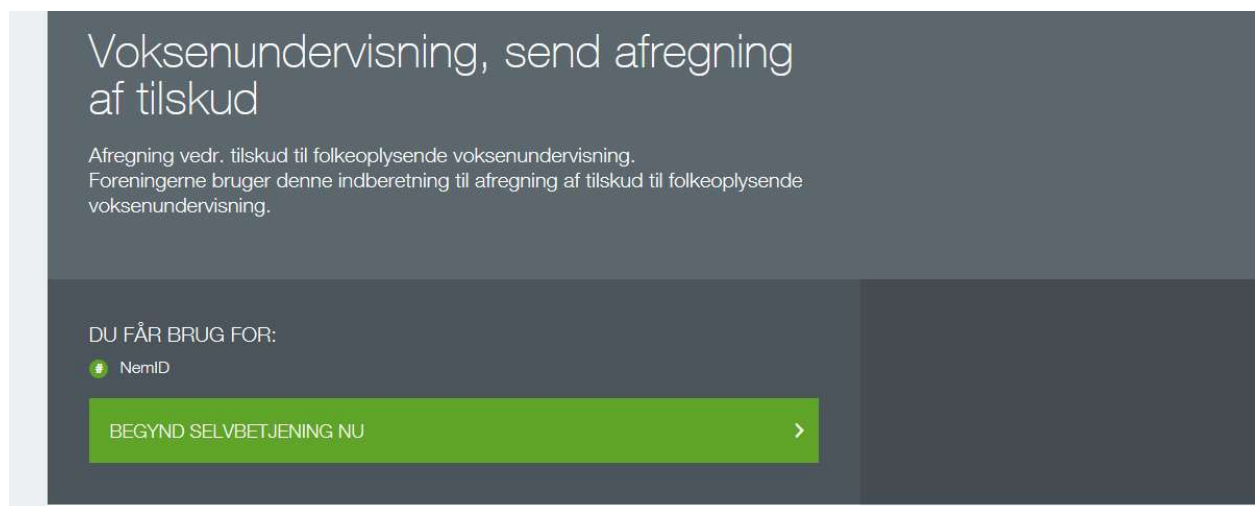 Voksenundervisning, send afregning
af tilskud
Afregning vedr. tilskud til folkeoplysende voksenundervisning.
Foreningerne bruger denne indberetning til afregning af tilskud til folkeoplysende
voksenundervisning.
DU FÅR BRUG FOR:
# NemID
BEGYND SELVBETJENING NU